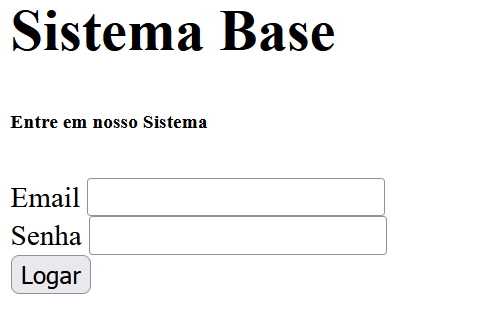 Sistema Base
Entre em nosso Sistema
Email
Senha
Logar